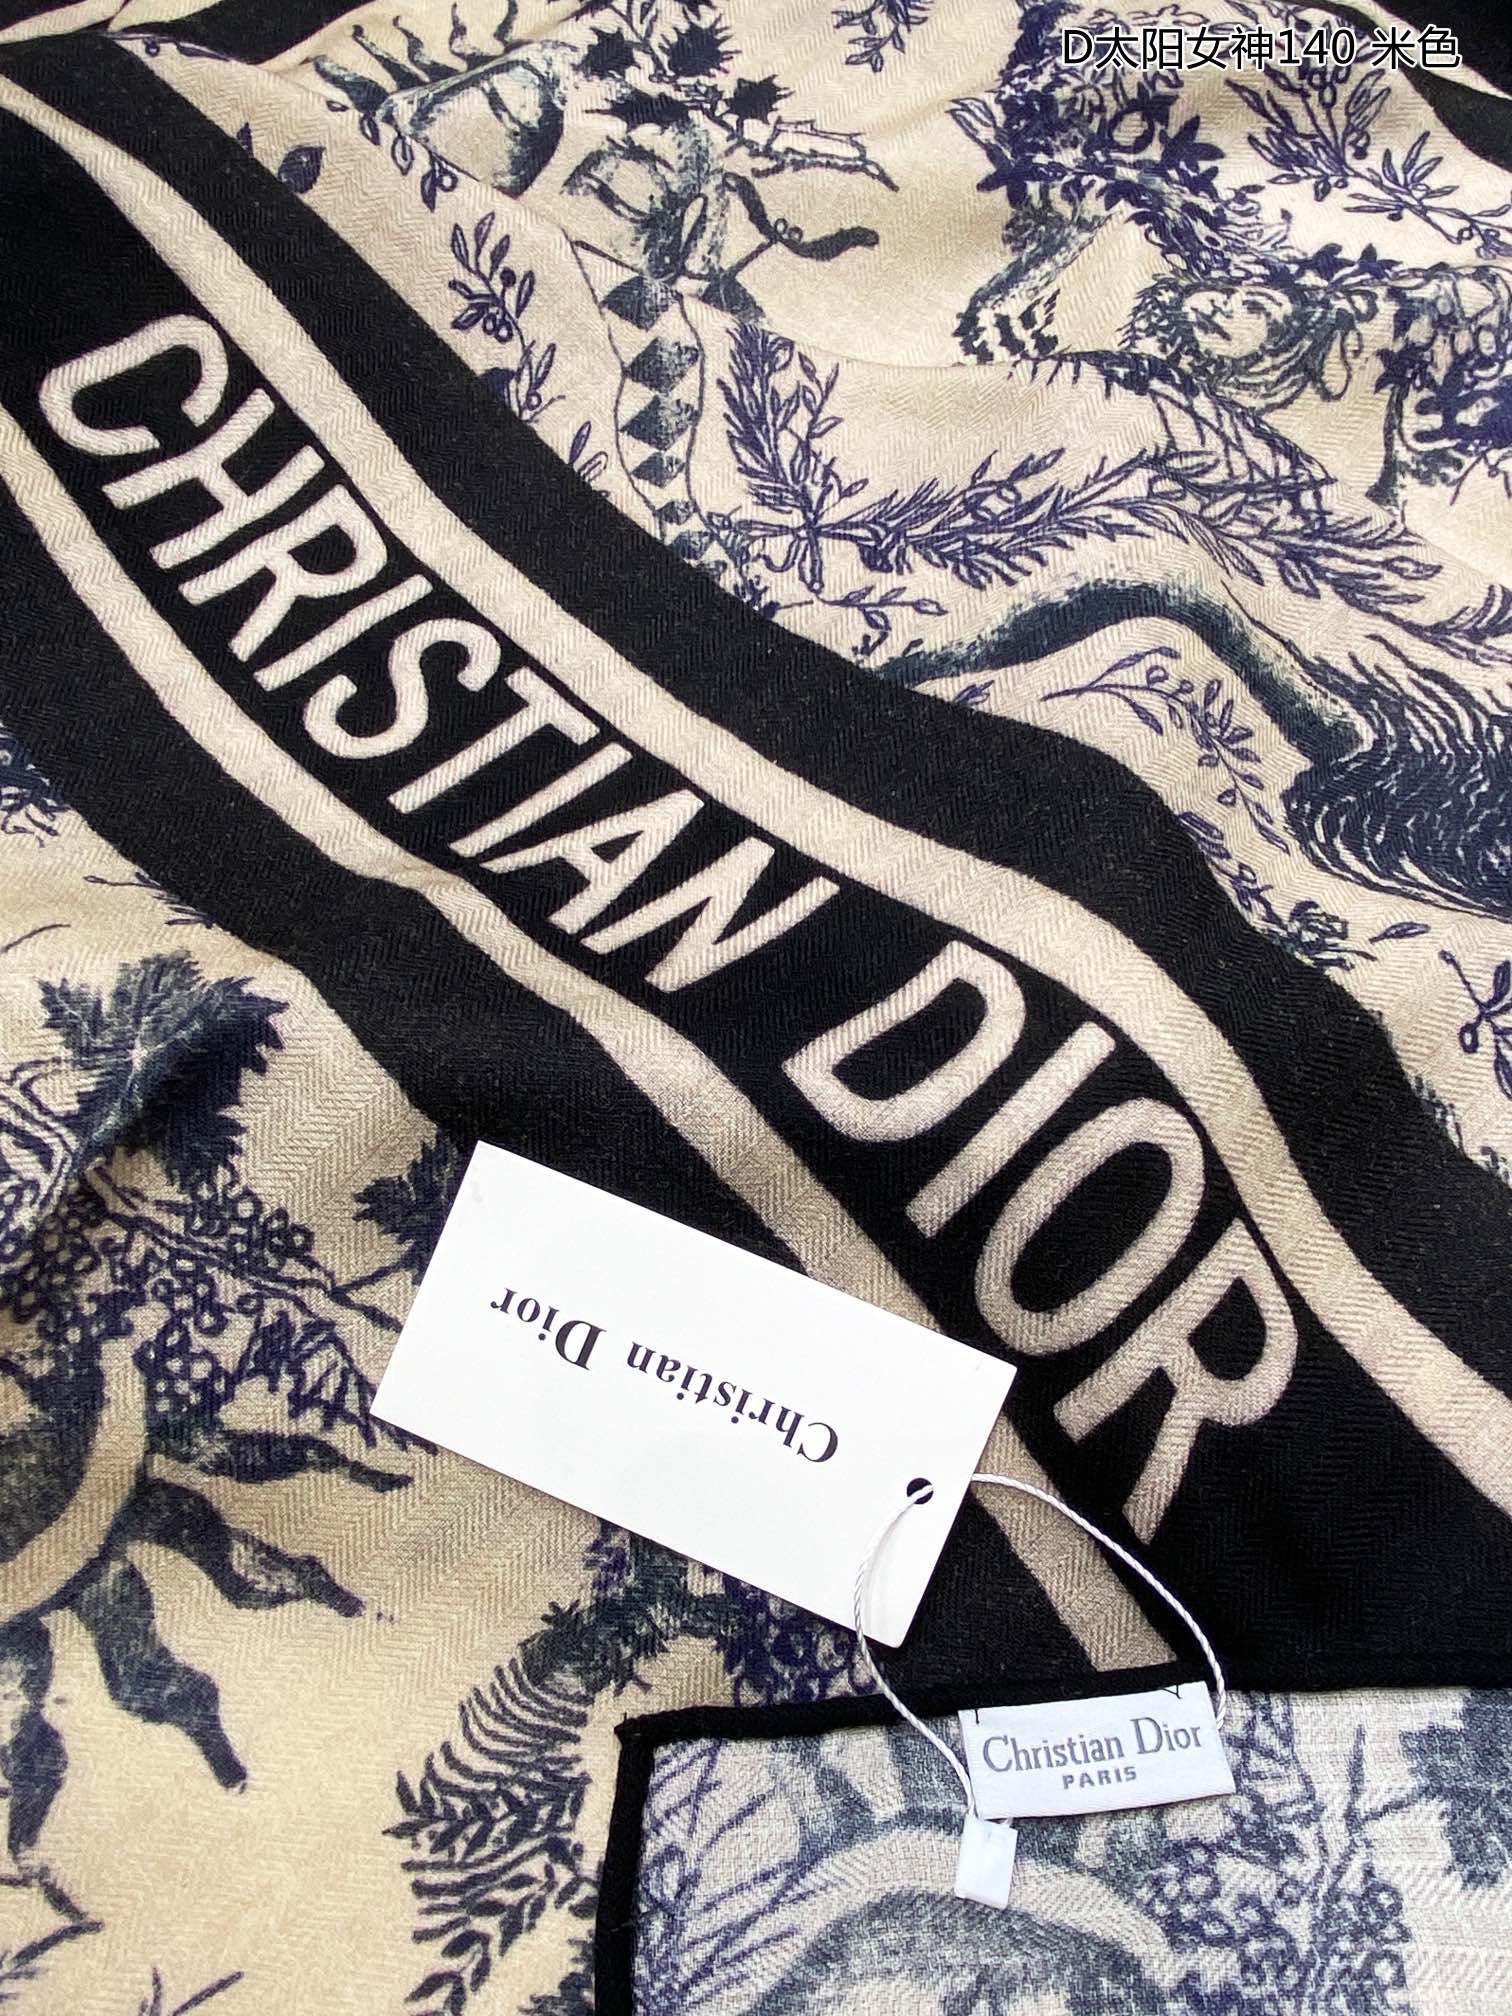 D太阳女神140 米色
CHRISTIAN DIOR
Christian Dior
Christian Dior
PARIS